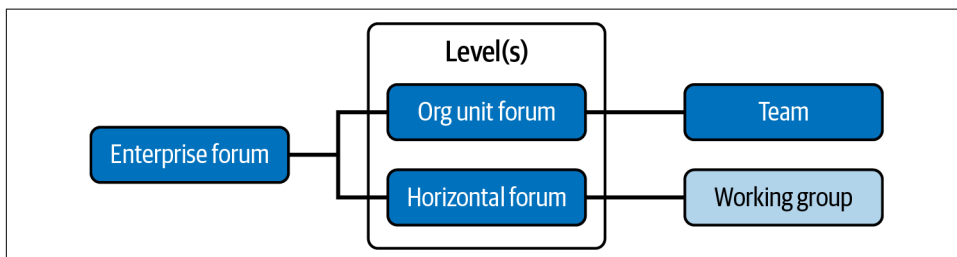 Level(s)
Enterprise forum
Org unit forum
Team
Horizontal forum
Working group